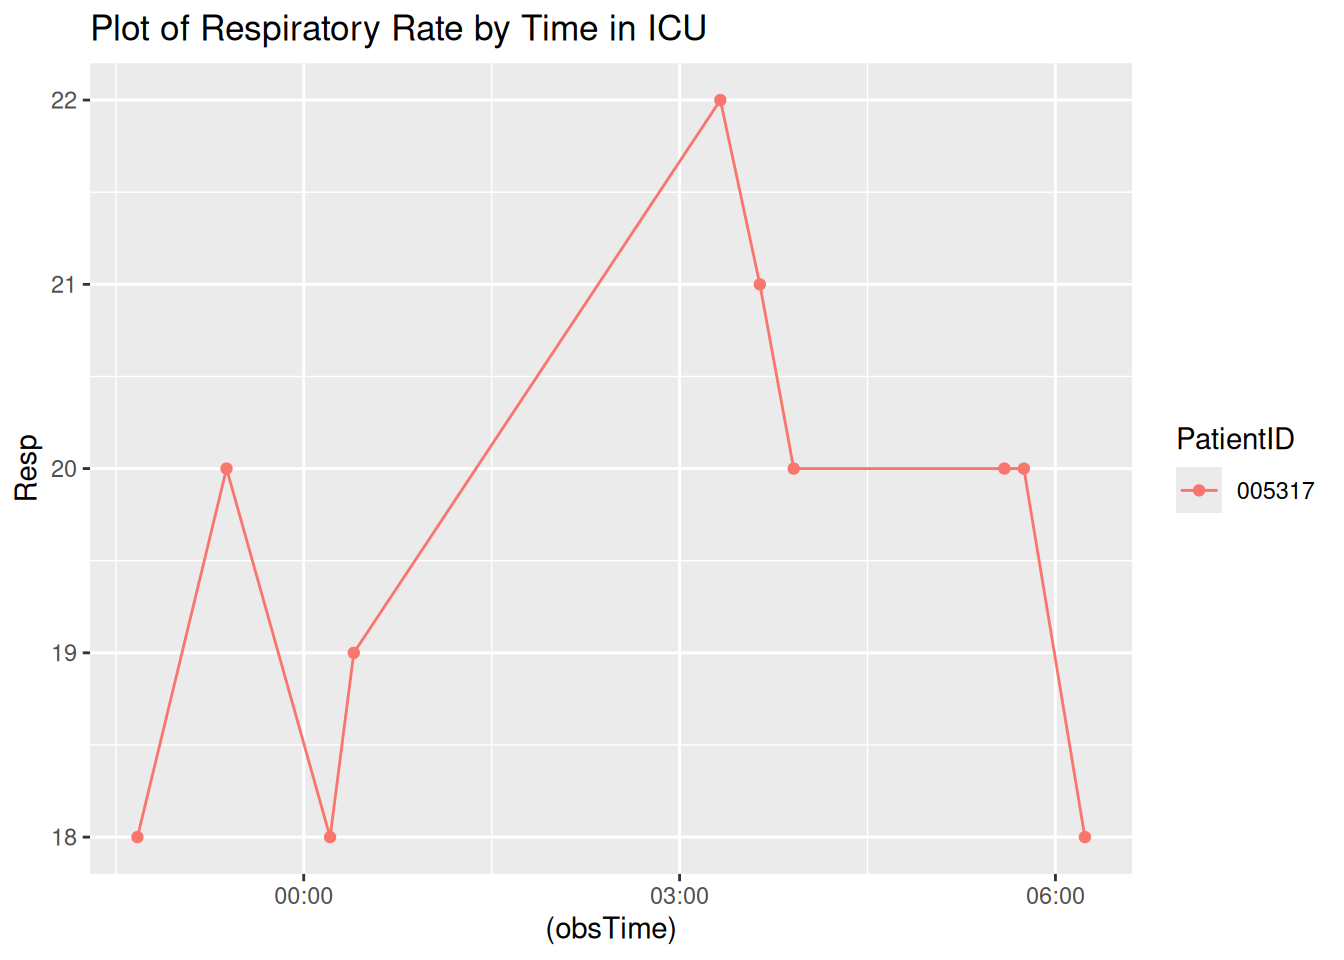 Plot of Respiratory Rate by Time in ICU
22
21
20
19
18
Resp
00:00 03:00 06:00
(obsTime)
PatientID
005317